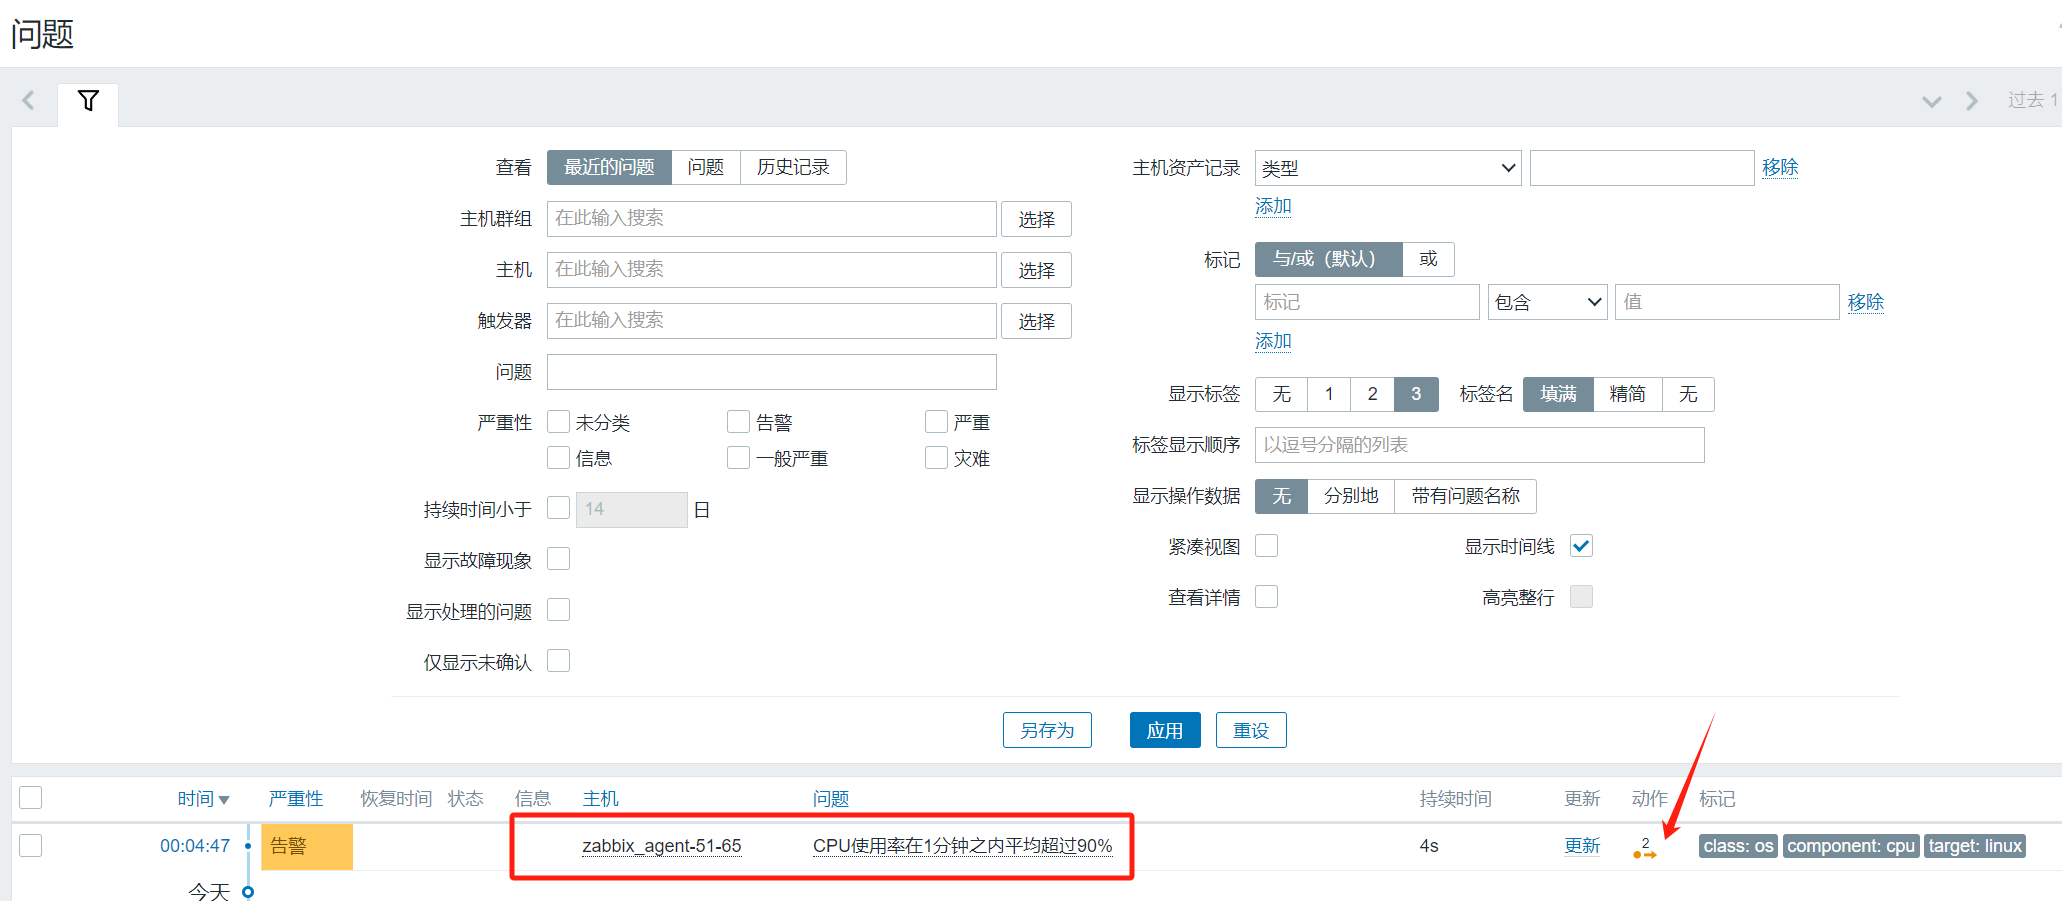 问题
过去 1
查看 最近的问题 问题 历史记录
主机群组 在此输入搜索 选择
主机 在此输入搜索 选择
触发器 在此输入搜索 选择
问题
严重性 未分类 告警 严重
信息 一般严重 灾难
持续时间小于 14 日
显示故障现象
显示处理的问题
仅显示未确认
主机资产记录 类型 移除
添加
标记 与/或（默认） 或
标记 包含 值 移除
添加
显示标签 无 1 2 3 标签名 填满 精简 无
标签显示顺序 以逗号分隔的列表
显示操作数据 无 分别地 带有问题名称
紧凑视图 显示时间线
查看详情 高亮整行
另存为 应用 重设
时间 严重性 恢复时间 状态 信息 主机 问题 持续时间 更新 动作 标记
00:04:47 告警 zabbix_agent-51-65 CPU使用率在1分钟之内平均超过90% 4s 更新 2 class: os component: cpu target: linux
今天